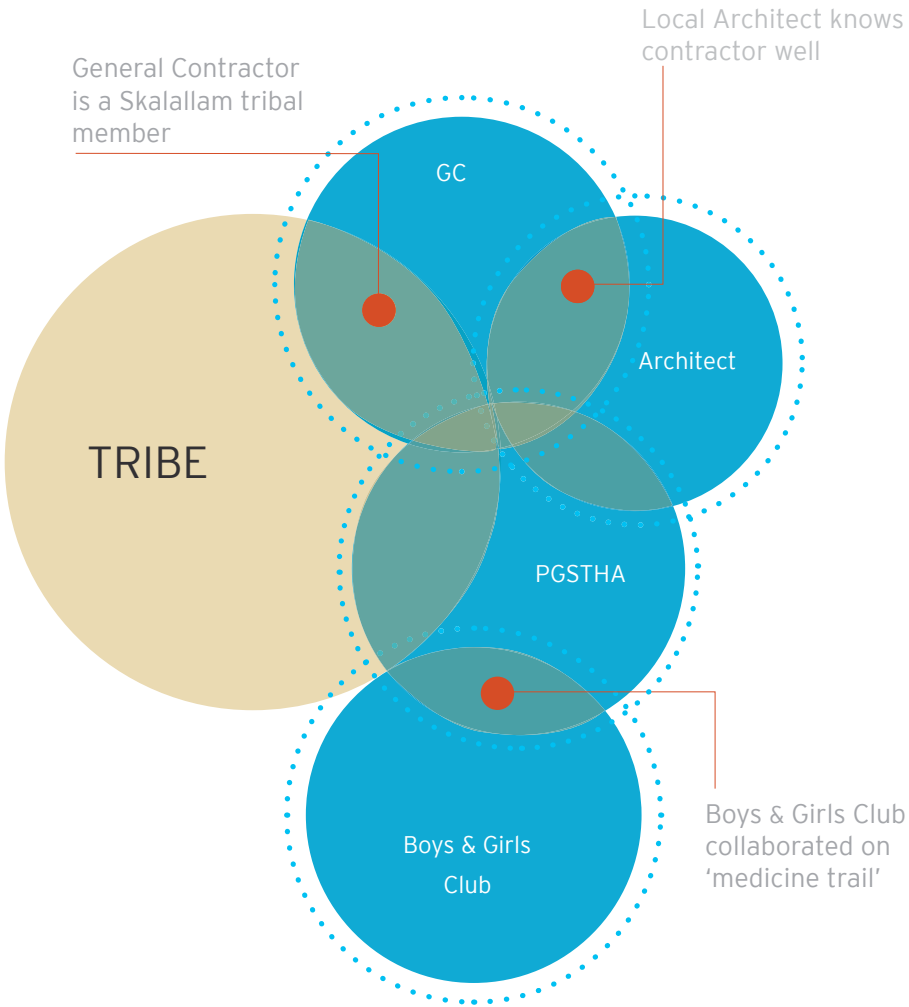 Local Architect knows
contractor well
General Contractor
is a Skalallam tribal
member
GC
Architect
TRIBE
PGSTHA
Boys & Girls
Club
Boys & Girls Club
collaborated on
‘medicine trail’